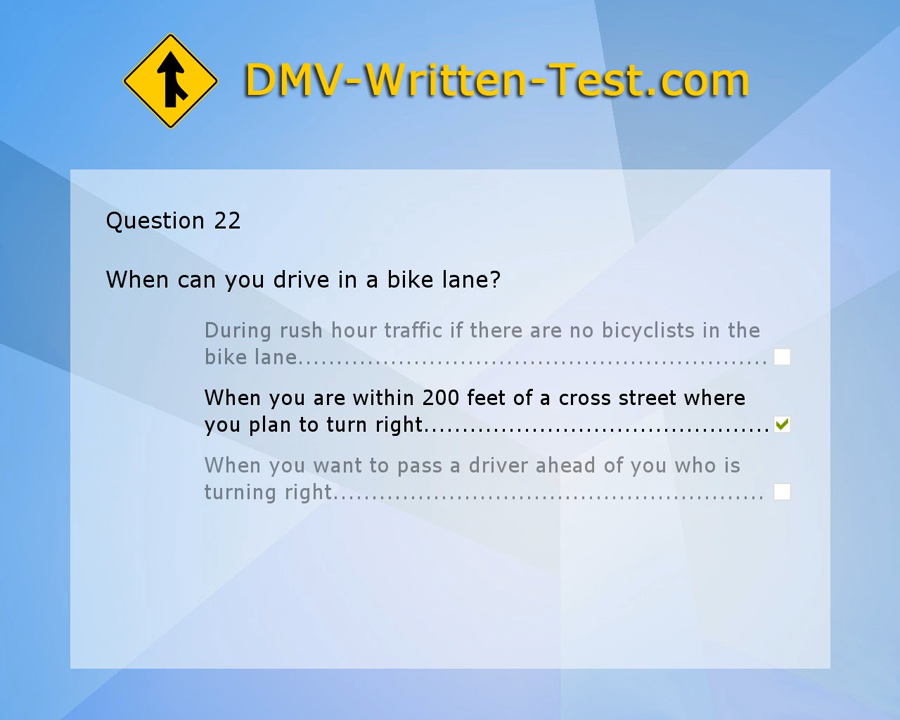 DMV-Written-Test.com
Question 22
When can you drive in a bike lane?
During rush hour traffic if there are no bicyclists in the
bike lane..............................................................
When you are within 200 feet of a cross street where
you plan to turn right.............................................
When you want to pass a driver ahead of you who is
turning right.........................................................